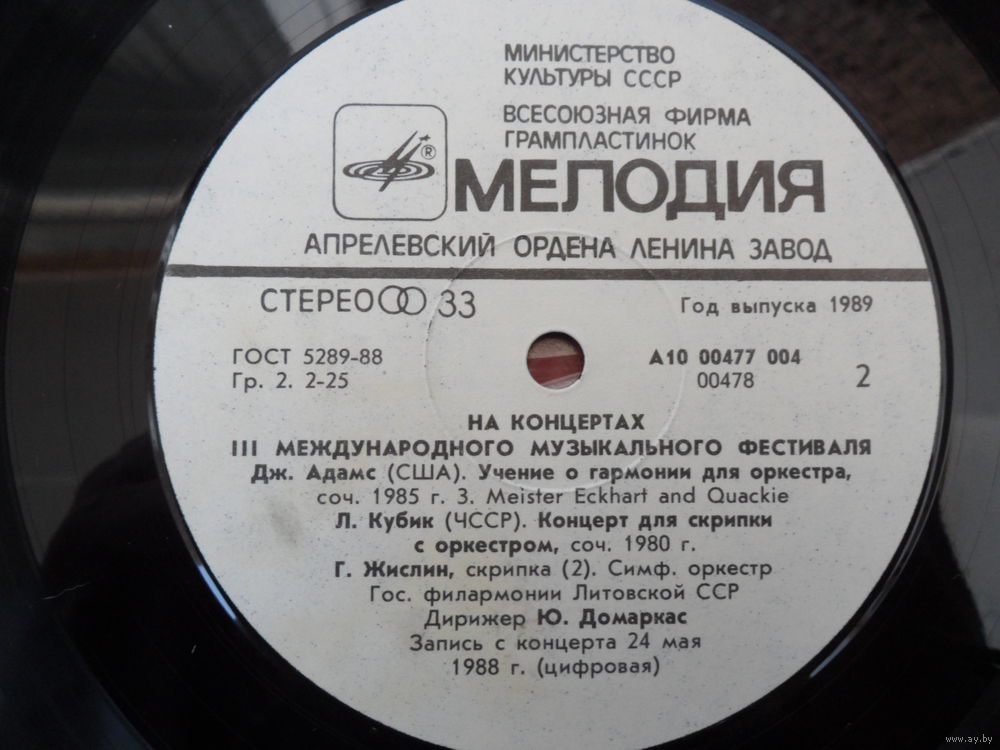 МИНИСТЕРСТВО
КУЛЬТУРЫ СССР
ВСЕСОЮЗНАЯ ФИРМА
ГРАМПЛАСТИНОК
®
МЕЛОДИЯ
АПРЕЛЕВСКИЙ ОРДЕНА ЛЕНИНА ЗАВОД
СТЕРЕО 33
Год выпуска 1989
ГОСТ 5289-88
Гр. 2. 2-25
А10 00477 004
00478
2
НА КОНЦЕРТАХ
III МЕЖДУНАРОДНОГО МУЗЫКАЛЬНОГО ФЕСТИВАЛЯ
Дж. Адамс (США). Учение о гармонии для оркестра,
соч. 1985 г. 3. Meister Eckhart and Quackie
Л. Кубик (ЧССР). Концерт для скрипки
с оркестром, соч. 1980 г.
Г. Жислин, скрипка (2). Симф. оркестр
Гос. филармонии Литовской ССР
Дирижер Ю. Домаркас
Запись с концерта 24 мая
1988 г. (цифровая)
www.ay.by